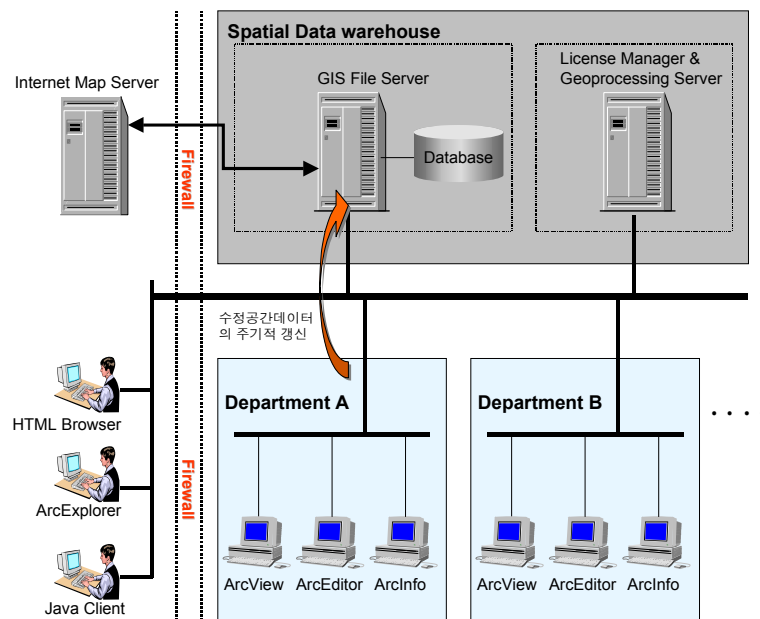 Spatial Data warehouse
Internet Map Server
GIS File Server
License Manager &
Geoprocessing Server
Database
Firewall
수정공간데이터
의 주기적 갱신
HTML Browser
ArcExplorer
Java Client
Firewall
Department A
ArcView
ArcEditor
ArcInfo
Department B
ArcView
ArcEditor
ArcInfo
. . .